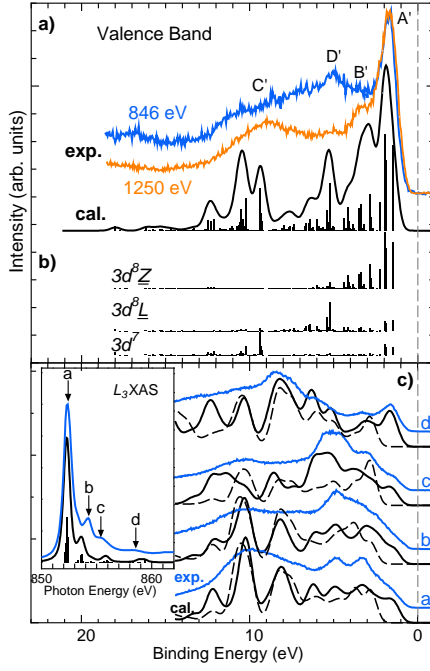 a)
Valence Band
A'
D'
B'
C'
846 eV
exp.
1250 eV
cal.
Intensity (arb. units)
b)
3d⁸Z
3d⁸L
3d⁷
c)
a
L₃XAS
b
c
d
850
860
Photon Energy (eV)
d
c
b
exp.
a
cal.
20
10
0
Binding Energy (eV)